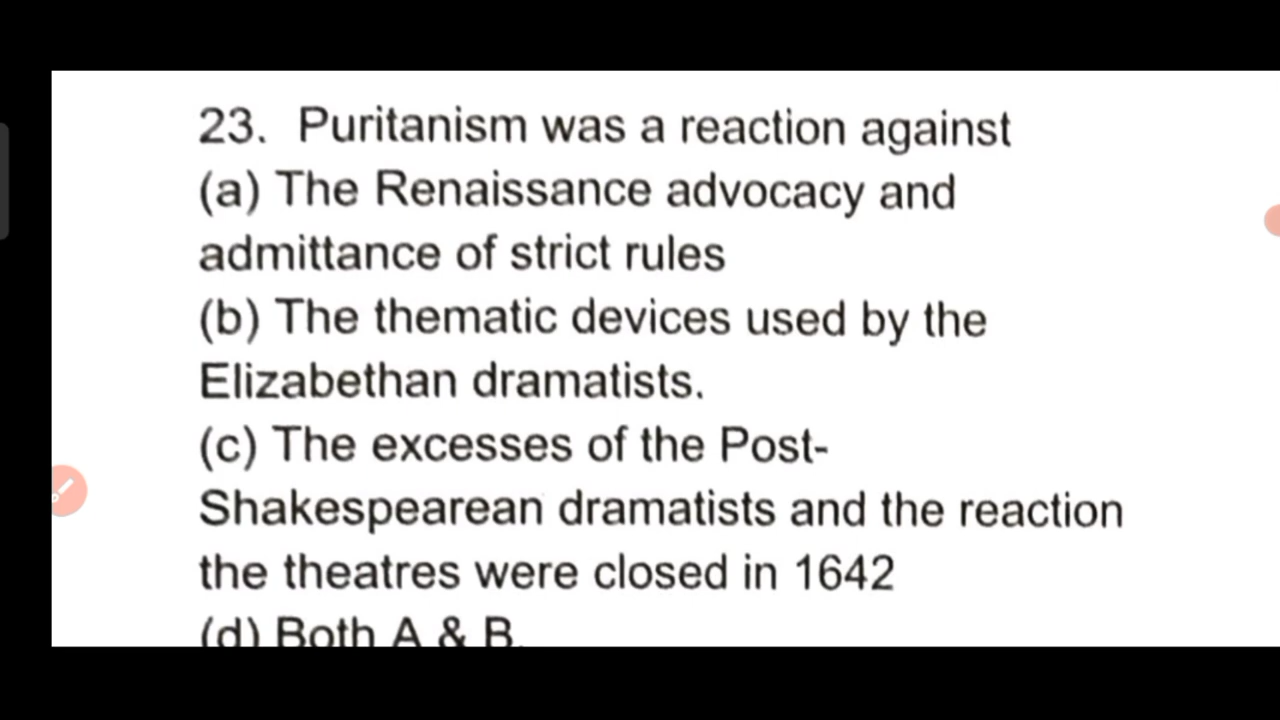 23. Puritanism was a reaction against
(a) The Renaissance advocacy and
admittance of strict rules
(b) The thematic devices used by the
Elizabethan dramatists.
(c) The excesses of the Post-
Shakespearean dramatists and the reaction
the theatres were closed in 1642
(d) Both A & B.